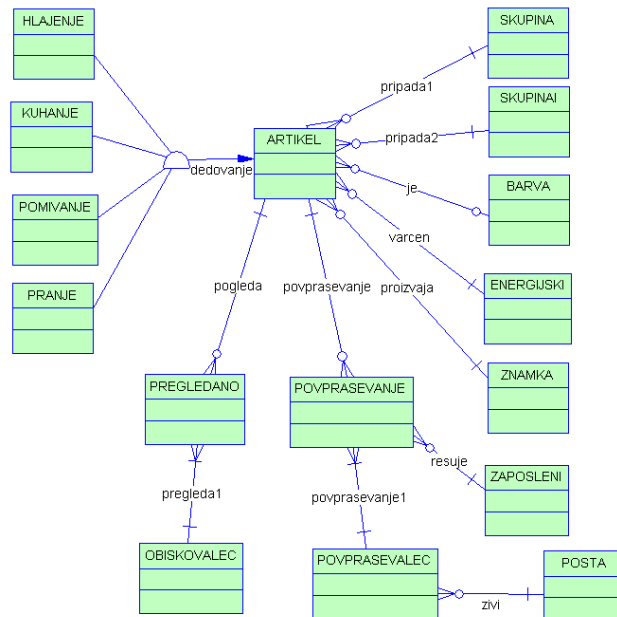 HLAJENJE
SKUPINA
pripada1
KUHANJE
SKUPINAI
ARTIKEL
pripada2
dedovanje
je
BARVA
POMIVANJE
varcen
PRANJE
pogleda
povprasevanje
proizvaja
ENERGIJSKI
PREGLEDANO
POVPRASEVANJE
ZNAMKA
resuje
ZAPOSLENI
pregleda1
povprasevanje1
OBISKOVALEC
POVPRASEVALEC
POSTA
zivi